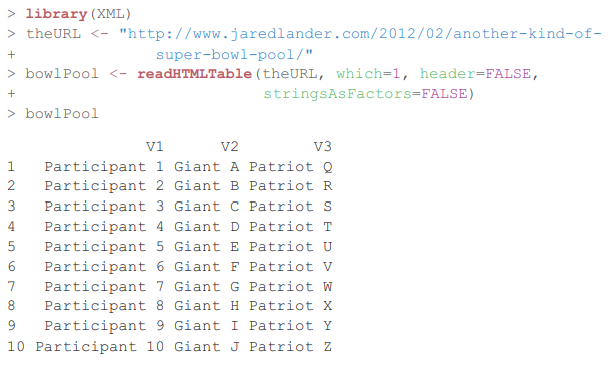 > library(XML)
> theURL <- "http://www.jaredlander.com/2012/02/another-kind-of-
+               super-bowl-pool/"
> bowlPool <- readHTMLTable(theURL, which=1, header=FALSE,
+                           stringsAsFactors=FALSE)
> bowlPool
               V1      V2        V3
1   Participant 1 Giant A Patriot Q
2   Participant 2 Giant B Patriot R
3   Participant 3 Giant C Patriot S
4   Participant 4 Giant D Patriot T
5   Participant 5 Giant E Patriot U
6   Participant 6 Giant F Patriot V
7   Participant 7 Giant G Patriot W
8   Participant 8 Giant H Patriot X
9   Participant 9 Giant I Patriot Y
10 Participant 10 Giant J Patriot Z